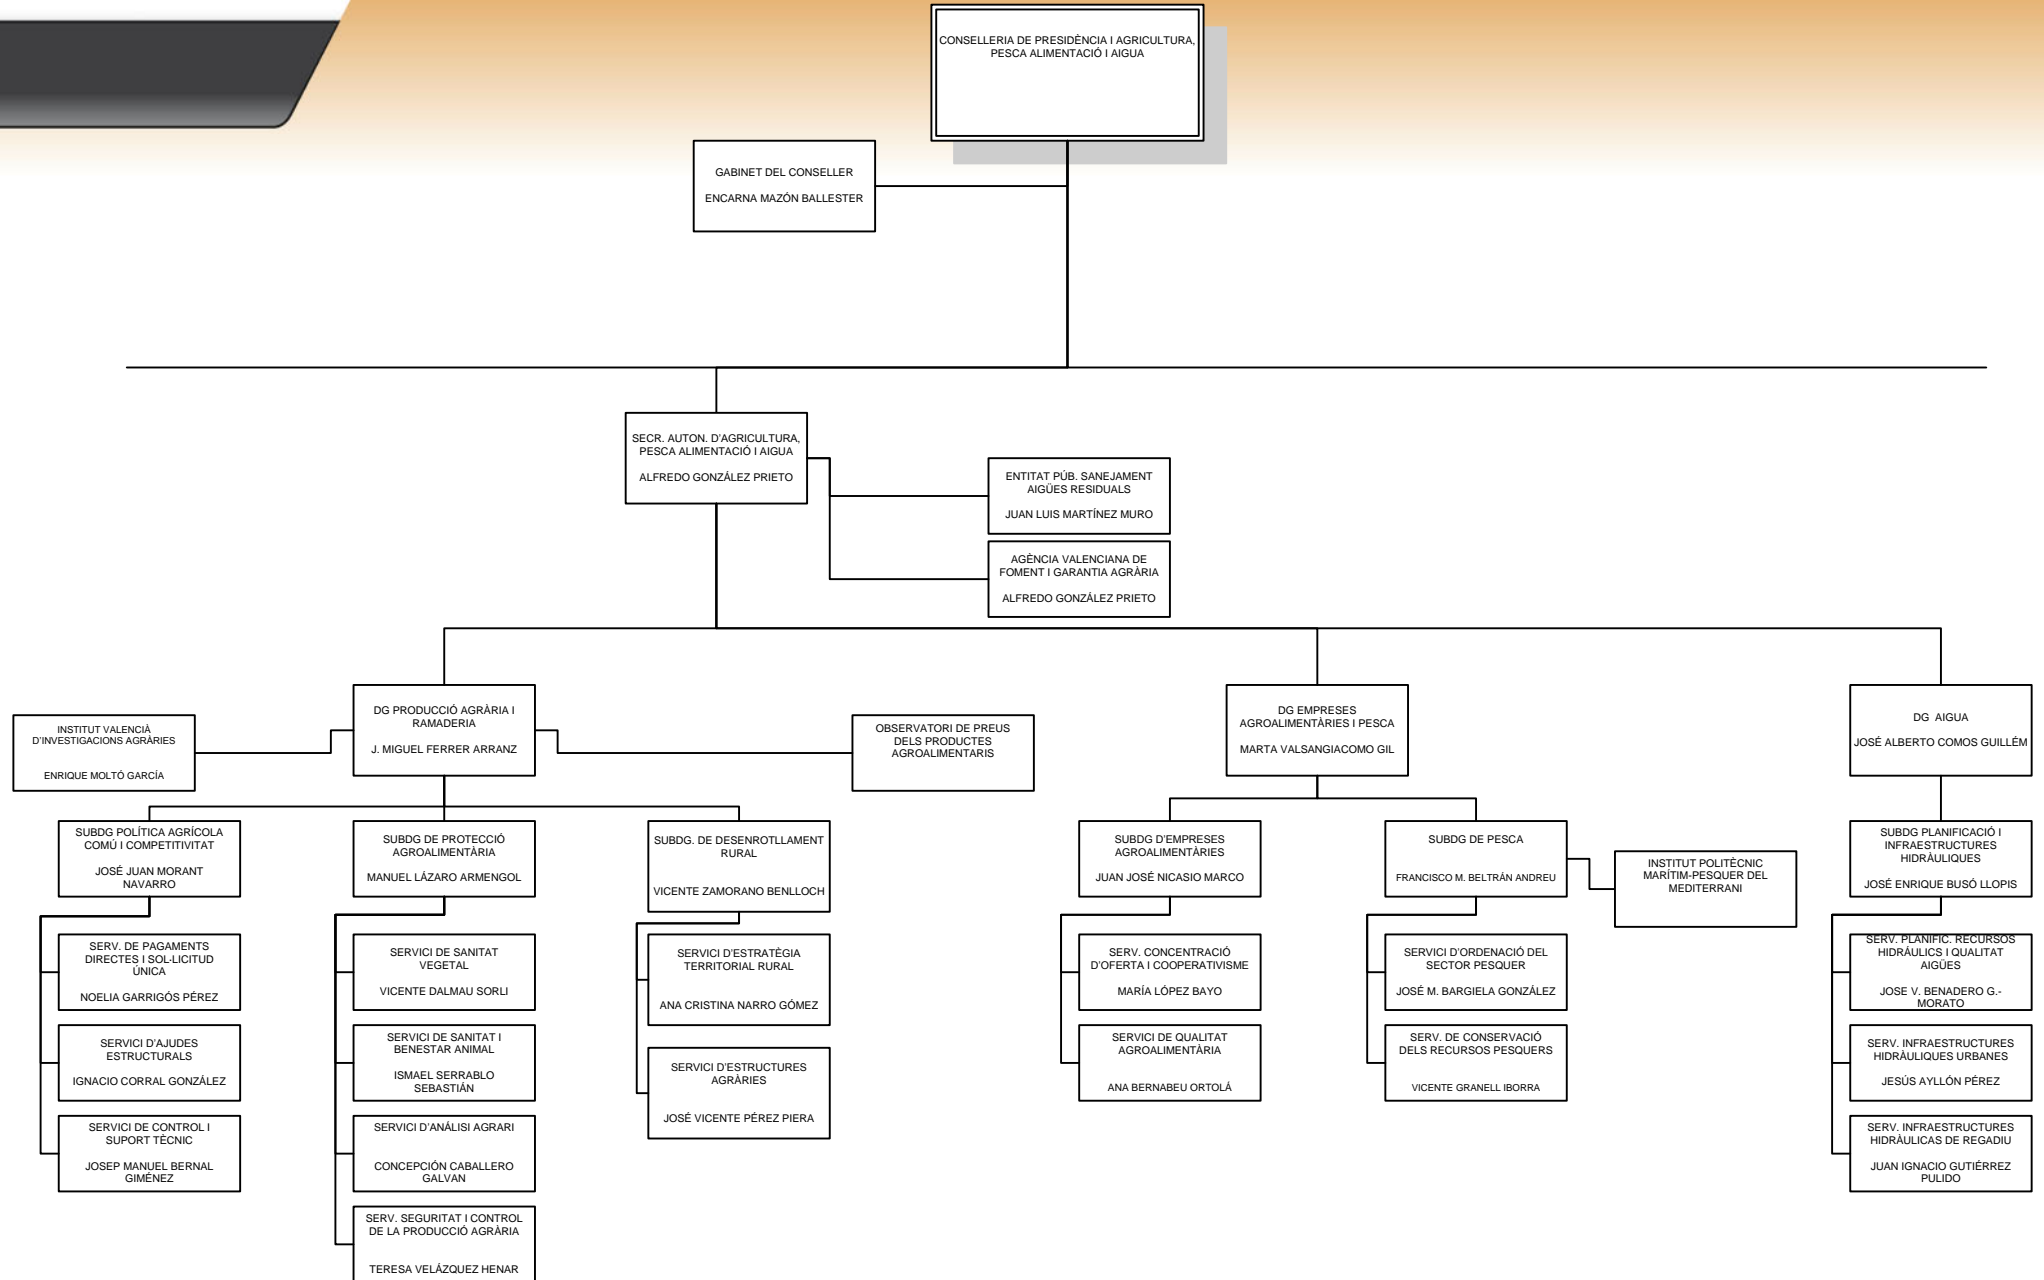 CONSELLERIA DE PRESIDÈNCIA I AGRICULTURA,
PESCA ALIMENTACIÓ I AIGUA
GABINET DEL CONSELLER
ENCARNA MAZÓN BALLESTER
SECR. AUTON. D'AGRICULTURA,
PESCA ALIMENTACIÓ I AIGUA
ALFREDO GONZÁLEZ PRIETO
ENTITAT PÚB. SANEJAMENT
AIGÜES RESIDUALS
JUAN LUIS MARTÍNEZ MURO
AGÈNCIA VALENCIANA DE
FOMENT I GARANTIA AGRÀRIA
ALFREDO GONZÁLEZ PRIETO
INSTITUT VALENCIÀ
D'INVESTIGACIONS AGRÀRIES
ENRIQUE MOLTÓ GARCÍA
DG PRODUCCIÓ AGRÀRIA I
RAMADERIA
J. MIGUEL FERRER ARRANZ
OBSERVATORI DE PREUS
DELS PRODUCTES
AGROALIMENTARIS
DG EMPRESES
AGROALIMENTÀRIES I PESCA
MARTA VALSANGIACOMO GIL
DG AIGUA
JOSÉ ALBERTO COMOS GUILLÉM
SUBDG POLÍTICA AGRÍCOLA
COMÚ I COMPETITIVITAT
JOSÉ JUAN MORANT
NAVARRO
SUBDG DE PROTECCIÓ
AGROALIMENTÀRIA
MANUEL LÁZARO ARMENGOL
SUBDG. DE DESENROTLLAMENT
RURAL
VICENTE ZAMORANO BENLLOCH
SUBDG D'EMPRESES
AGROALIMENTÀRIES
JUAN JOSÉ NICASIO MARCO
SUBDG DE PESCA
FRANCISCO M. BELTRÁN ANDREU
INSTITUT POLITÈCNIC
MARÍTIM-PESQUER DEL
MEDITERRANI
SUBDG PLANIFICACIÓ I
INFRAESTRUCTURES
HIDRÀULIQUES
JOSÉ ENRIQUE BUSÓ LLOPIS
SERV. DE PAGAMENTS
DIRECTES I SOL-LICITUD
ÚNICA
NOELIA GARRIGÓS PÉREZ
SERVICI D'AJUDES
ESTRUCTURALS
IGNACIO CORRAL GONZÁLEZ
SERVICI DE CONTROL I
SUPORT TÈCNIC
JOSEP MANUEL BERNAL
GIMÉNEZ
SERVICI DE SANITAT
VEGETAL
VICENTE DALMAU SORLI
SERVICI DE SANITAT I
BENESTAR ANIMAL
ISMAEL SERRABLO
SEBASTIÁN
SERVICI D'ANÁLISI AGRARI
CONCEPCIÓN CABALLERO
GALVAN
SERV. SEGURITAT I CONTROL
DE LA PRODUCCIÓ AGRÀRIA
TERESA VELÁZQUEZ HENAR
SERVICI D'ESTRATÈGIA
TERRITORIAL RURAL
ANA CRISTINA NARRO GÓMEZ
SERVICI D'ESTRUCTURES
AGRÀRIES
JOSÉ VICENTE PÉREZ PIERA
SERV. CONCENTRACIÓ
D'OFERTA I COOPERATIVISME
MARÍA LÓPEZ BAYO
SERVICI DE QUALITAT
AGROALIMENTÀRIA
ANA BERNABEU ORTOLÁ
SERVICI D'ORDENACIÓ DEL
SECTOR PESQUER
JOSÉ M. BARGIELA GONZÁLEZ
SERV. DE CONSERVACIÓ
DELS RECURSOS PESQUERS
VICENTE GRANELL IBORRA
SERV. PLANIFIC. RECURSOS
HIDRÁULICS I QUALITAT
AIGÜES
JOSE V. BENADERO G.-
MORATO
SERV. INFRAESTRUCTURES
HIDRÀULIQUES URBANES
JESÚS AYLLÓN PÉREZ
SERV. INFRAESTRUCTURES
HIDRÀULICAS DE REGADIU
JUAN IGNACIO GUTIÉRREZ
PULIDO